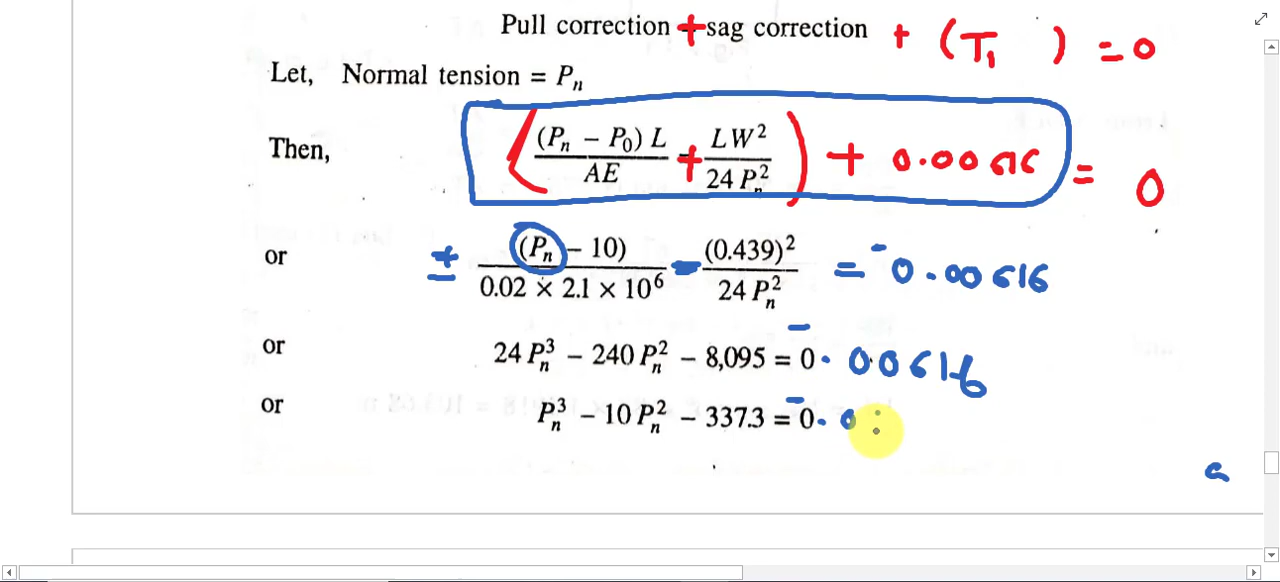 Pull correction + sag correction + (T₁ ) = 0
Let, Normal tension = Pₙ
Then, ( (Pₙ − P₀) L / AE + LW² / 24 Pₙ² ) + 0.00616 = 0
or ± (Pₙ − 10) / 0.02 × 2.1 × 10⁶ − (0.439)² / 24 Pₙ² = -0.00616
or 24 Pₙ³ − 240 Pₙ² − 8,095 = -0.00616
or Pₙ³ − 10 Pₙ² − 337.3 = -0.0